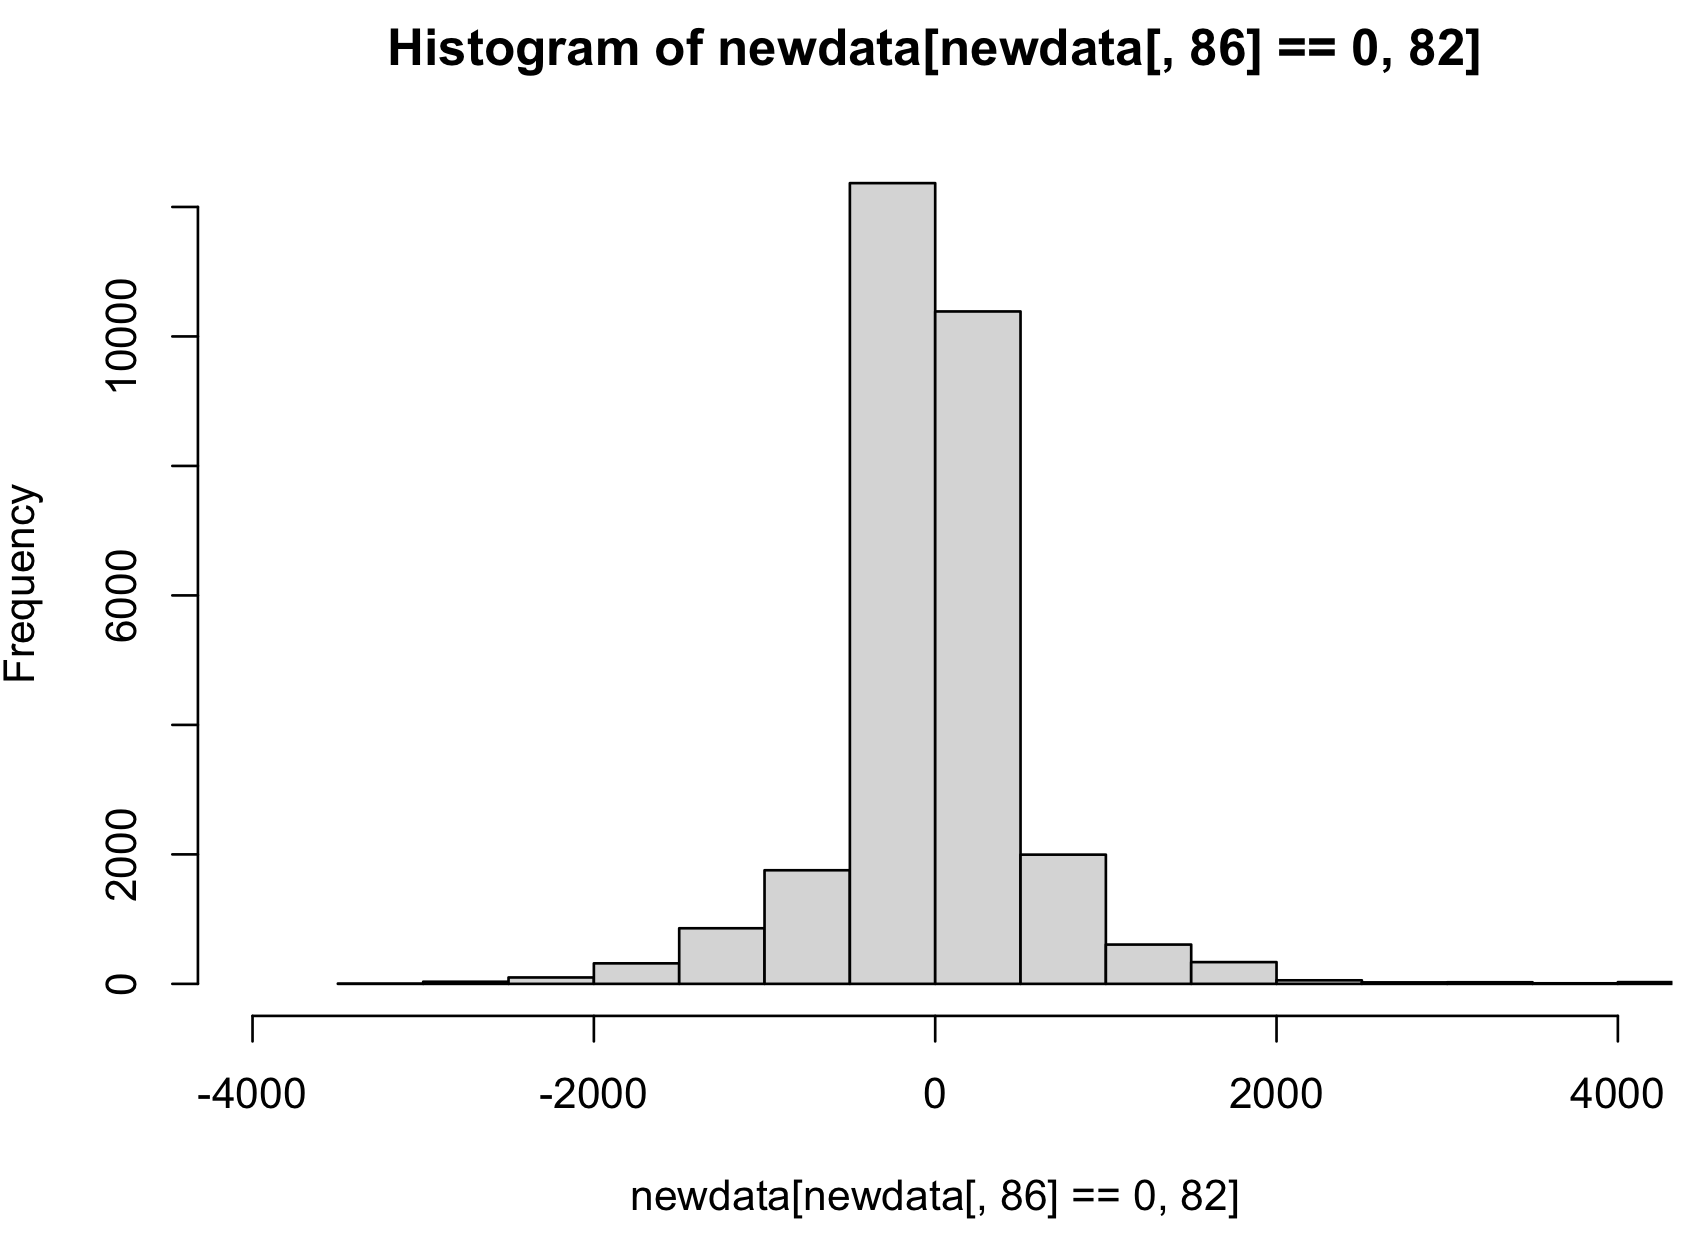 Histogram of newdata[newdata[, 86] == 0, 82]
Frequency
10000
6000
2000
0
-4000 -2000 0 2000 4000
newdata[newdata[, 86] == 0, 82]